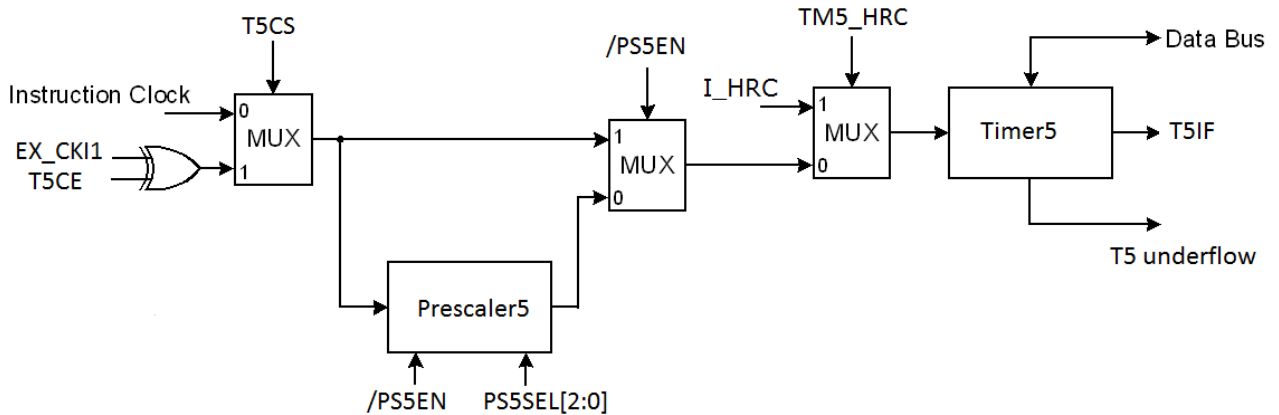 T5CS
TM5_HRC
/PS5EN
Data Bus
Instruction Clock
0
MUX
1
EX_CKI1
T5CE
I_HRC
1
MUX
0
1
MUX
0
Timer5
T5IF
T5 underflow
Prescaler5
/PS5EN
PS5SEL[2:0]